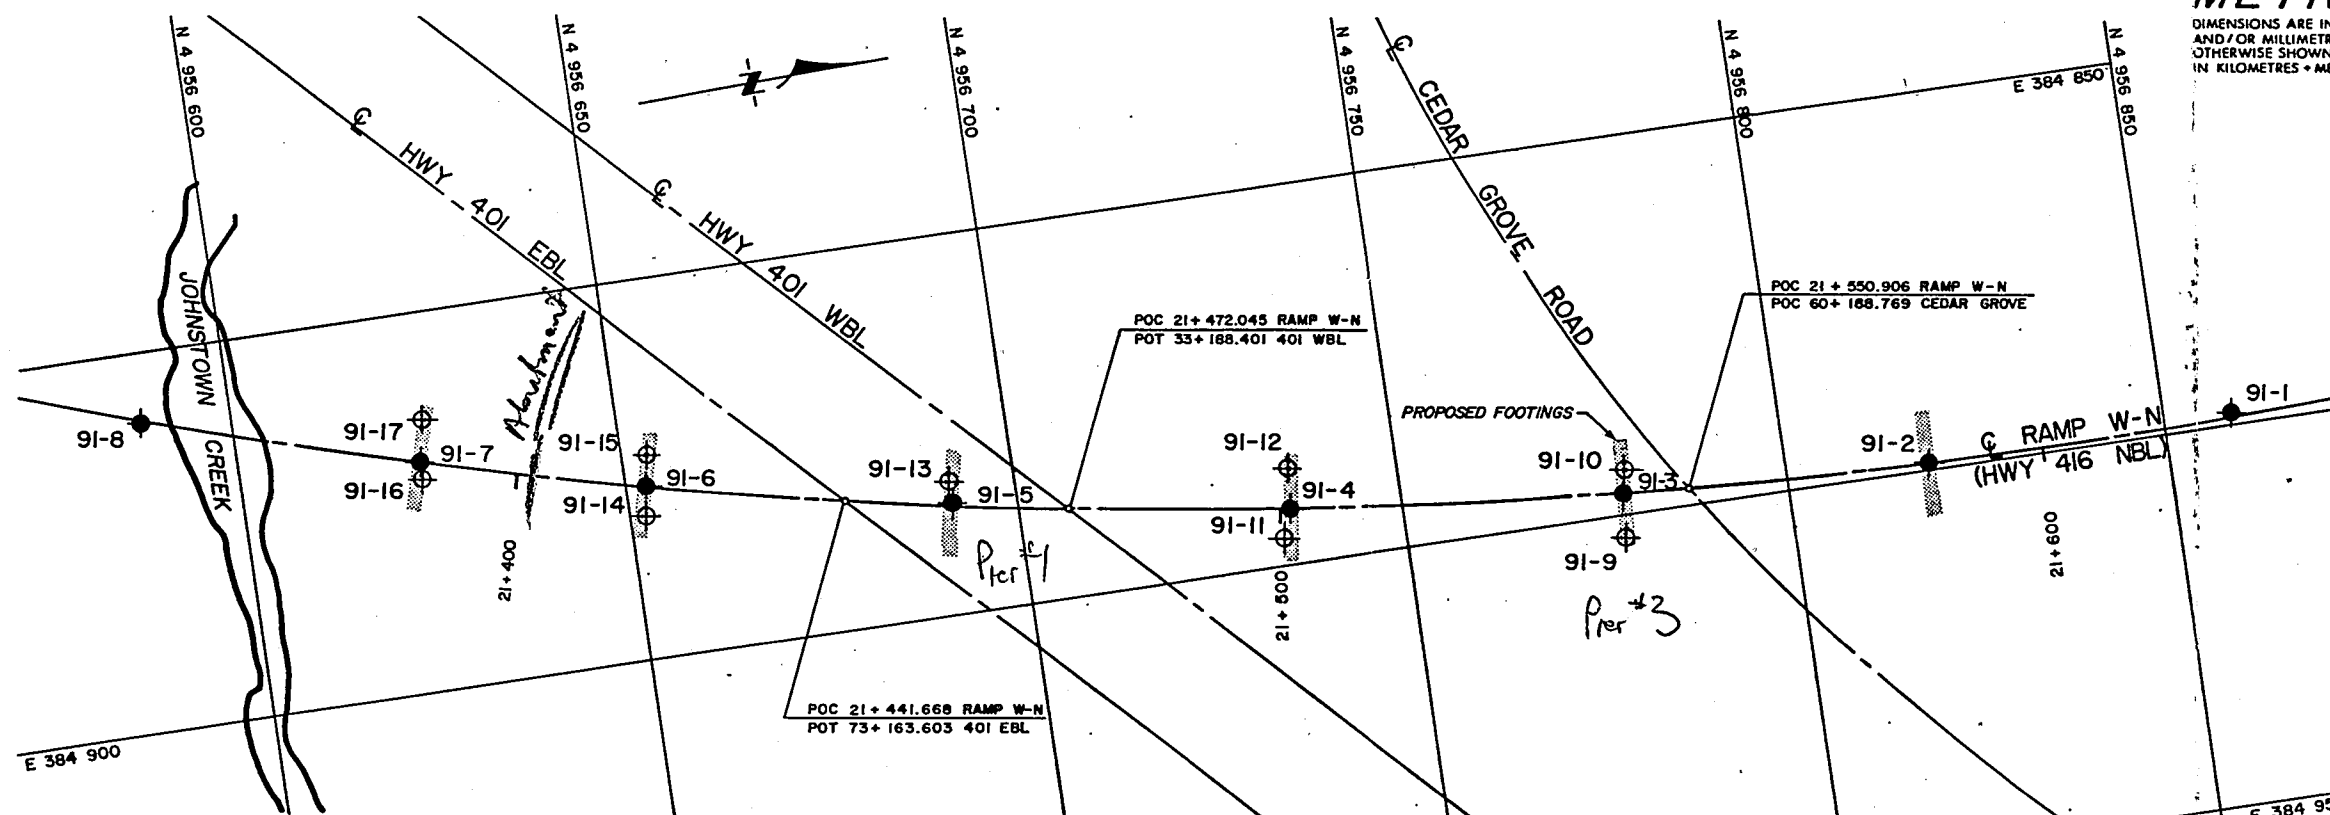 DIMENSIONS ARE IN
AND/OR MILLIMETR
OTHERWISE SHOWN
IN KILOMETRES + ME
N 4 956 600
N 4 956 650
N 4 956 700
N 4 956 750
N 4 956 800
N 4 956 850
E 384 850
N
℄ HWY 401 EBL
℄ HWY 401 WBL
℄ CEDAR GROVE ROAD
JOHNSTOWN CREEK
Abutment
POC 21+ 472.045 RAMP W-N
POT 33+188.401 401 WBL
POC 21 + 550.906 RAMP W-N
POC 60+ 188.769 CEDAR GROVE
PROPOSED FOOTINGS
91-8
91-17
91-7
91-16
91-15
91-6
91-14
91-13
91-5
91-12
91-4
91-11
91-10
91-3
91-9
91-2
91-1
℄ RAMP W-N
(HWY 416 NBL)
21+400
21+500
21+600
Pier #1
Pier #3
POC 21+ 441.668 RAMP W-N
POT 73+ 163.603 401 EBL
E 384 900